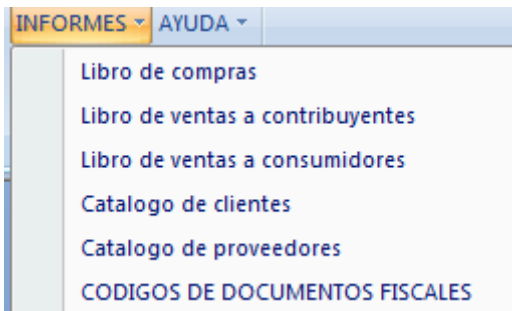 INFORMES AYUDA
Libro de compras
Libro de ventas a contribuyentes
Libro de ventas a consumidores
Catalogo de clientes
Catalogo de proveedores
CODIGOS DE DOCUMENTOS FISCALES